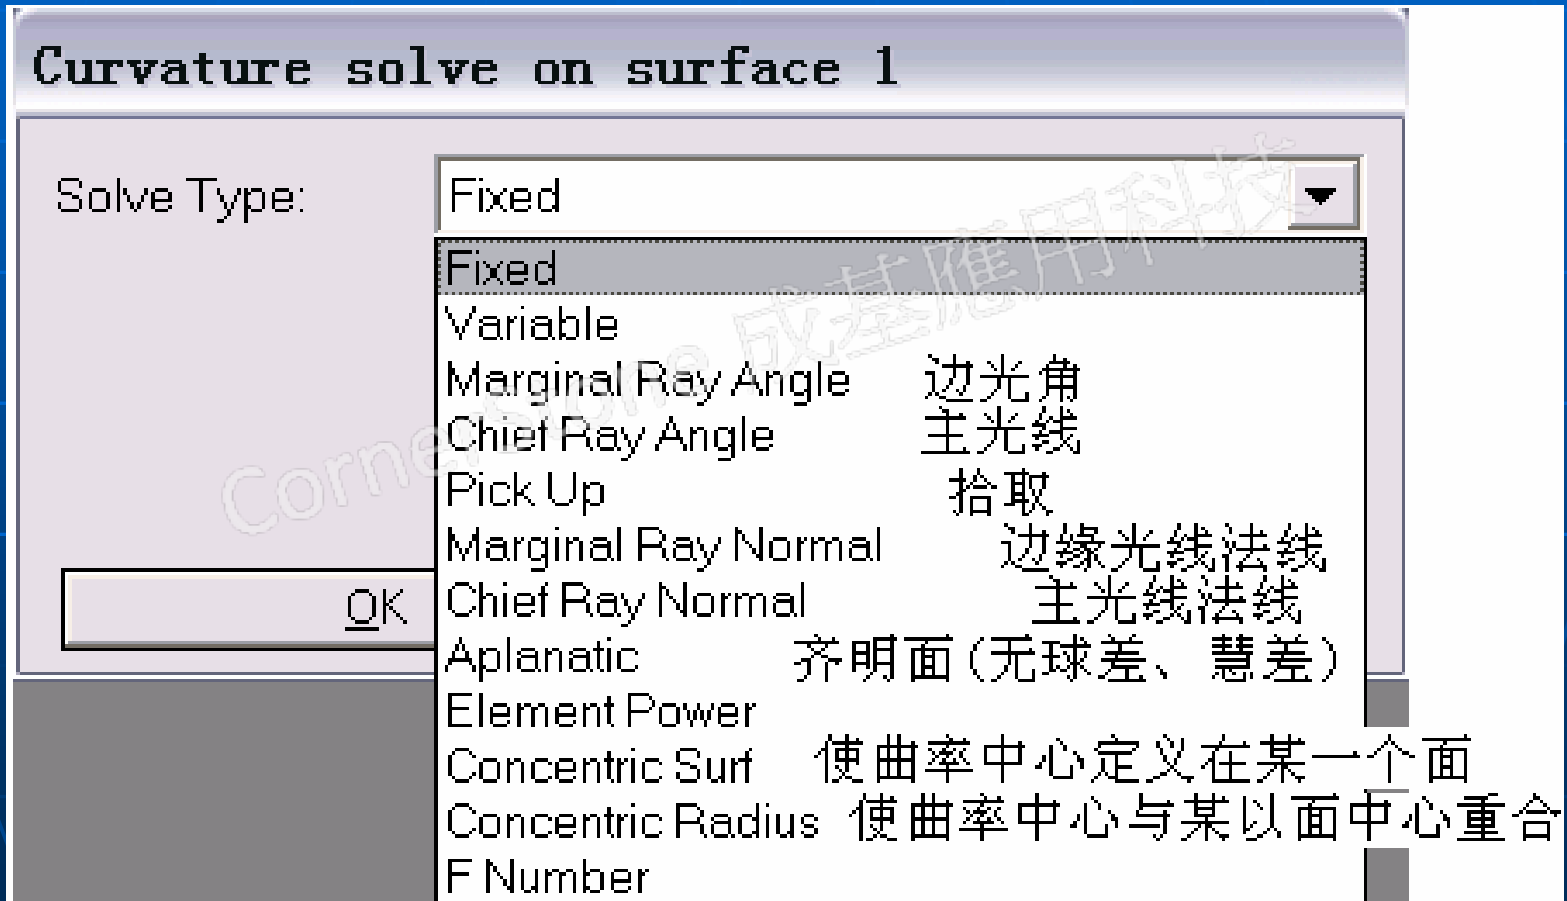 Curvature solve on surface 1
Solve Type: Fixed
Fixed
Variable
Marginal Ray Angle 边光角
Chief Ray Angle 主光线
Pick Up 拾取
Marginal Ray Normal 边缘光线法线
Chief Ray Normal 主光线法线
Aplanatic 齐明面(无球差、慧差)
Element Power
Concentric Surf 使曲率中心定义在某一个面
Concentric Radius 使曲率中心与某以面中心重合
F Number
OK
Cornerstone 成基應用科技